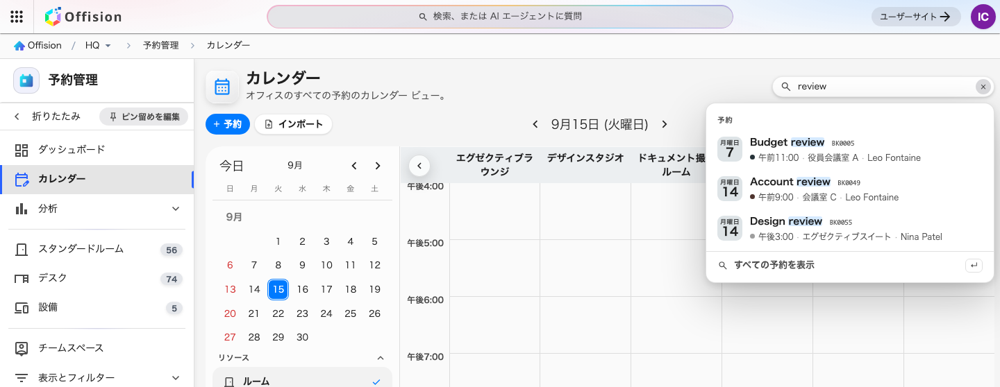 Offision
検索、または AI エージェントに質問
ユーザーサイト
IC
Offision / HQ 予約管理 カレンダー
予約管理
折りたたみ
ピン留めを編集
ダッシュボード
カレンダー
分析
スタンダードルーム 56
デスク 74
設備 5
チームスペース
表示とフィルター
カレンダー
オフィスのすべての予約のカレンダー ビュー。
+ 予約
インポート
9月15日 (火曜日)
今日
9月
日 月 火 水 木 金 土
9月
1 2 3 4 5
6 7 8 9 10 11 12
13 14 15 16 17 18 19
20 21 22 23 24 25 26
27 28 29 30
リソース
ルーム
エグゼクティブラ
ウンジ
デザインスタジオ
ドキュメント撮
ルーム
午後4:00
午後5:00
午後6:00
午後7:00
review
予約
月曜日
7
Budget review BK0005
午前11:00 · 役員会議室 A · Leo Fontaine
月曜日
14
Account review BK0049
午前9:00 · 会議室 C · Leo Fontaine
月曜日
14
Design review BK0055
午後3:00 · エグゼクティブスイート · Nina Patel
すべての予約を表示